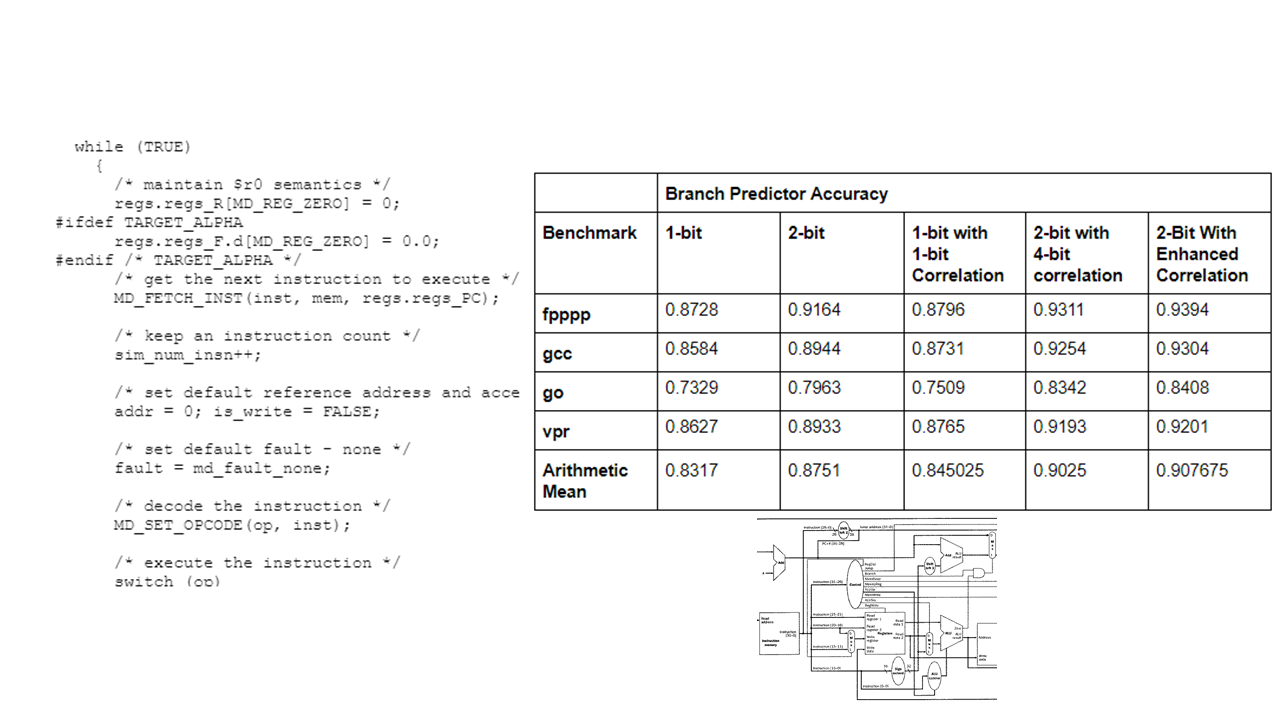 while (TRUE)
{
/* maintain $r0 semantics */
regs.regs_R[MD_REG_ZERO] = 0;
#ifdef TARGET_ALPHA
regs.regs_F.d[MD_REG_ZERO] = 0.0;
#endif /* TARGET_ALPHA */
/* get the next instruction to execute */
MD_FETCH_INST(inst, mem, regs.regs_PC);
/* keep an instruction count */
sim_num_insn++;
/* set default reference address and acce
addr = 0; is_write = FALSE;
/* set default fault - none */
fault = md_fault_none;
/* decode the instruction */
MD_SET_OPCODE(op, inst);
/* execute the instruction */
switch (op)
Branch Predictor Accuracy
Benchmark 1-bit 2-bit 1-bit with 1-bit Correlation 2-bit with 4-bit correlation 2-Bit With Enhanced Correlation
fpppp 0.8728 0.9164 0.8796 0.9311 0.9394
gcc 0.8584 0.8944 0.8731 0.9254 0.9304
go 0.7329 0.7963 0.7509 0.8342 0.8408
vpr 0.8627 0.8933 0.8765 0.9193 0.9201
Arithmetic Mean 0.8317 0.8751 0.845025 0.9025 0.907675
Control
Registers